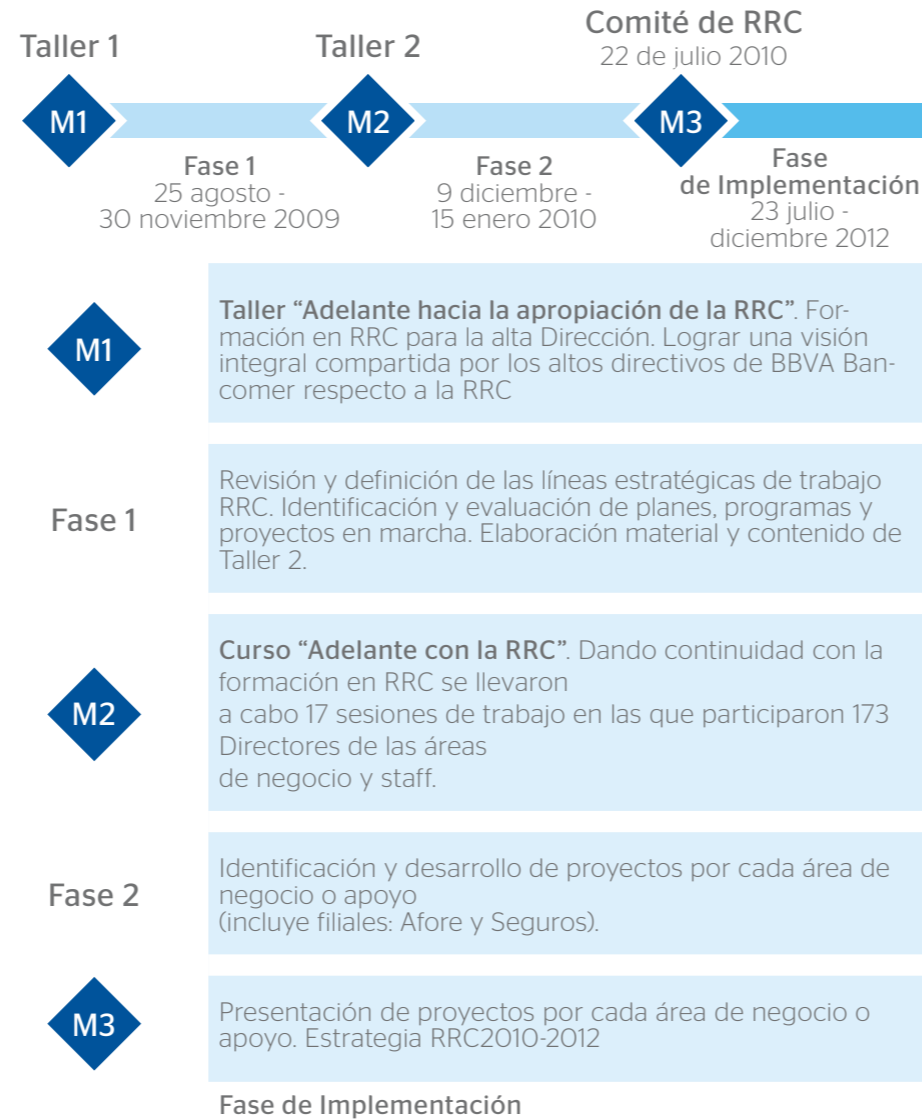 Taller 1
Taller 2
Comité de RRC
22 de julio 2010
M1
M2
M3
Fase 1
25 agosto -
30 noviembre 2009
Fase 2
9 diciembre -
15 enero 2010
Fase
de Implementación
23 julio -
diciembre 2012
M1
Taller “Adelante hacia la apropiación de la RRC”. For-
mación en RRC para la alta Dirección. Lograr una visión
integral compartida por los altos directivos de BBVA Ban-
comer respecto a la RRC
Fase 1
Revisión y definición de las líneas estratégicas de trabajo
RRC. Identificación y evaluación de planes, programas y
proyectos en marcha. Elaboración material y contenido de
Taller 2.
M2
Curso “Adelante con la RRC”. Dando continuidad con la
formación en RRC se llevaron
a cabo 17 sesiones de trabajo en las que participaron 173
Directores de las áreas
de negocio y staff.
Fase 2
Identificación y desarrollo de proyectos por cada área de
negocio o apoyo
(incluye filiales: Afore y Seguros).
M3
Presentación de proyectos por cada área de negocio o
apoyo. Estrategia RRC2010-2012
Fase de Implementación